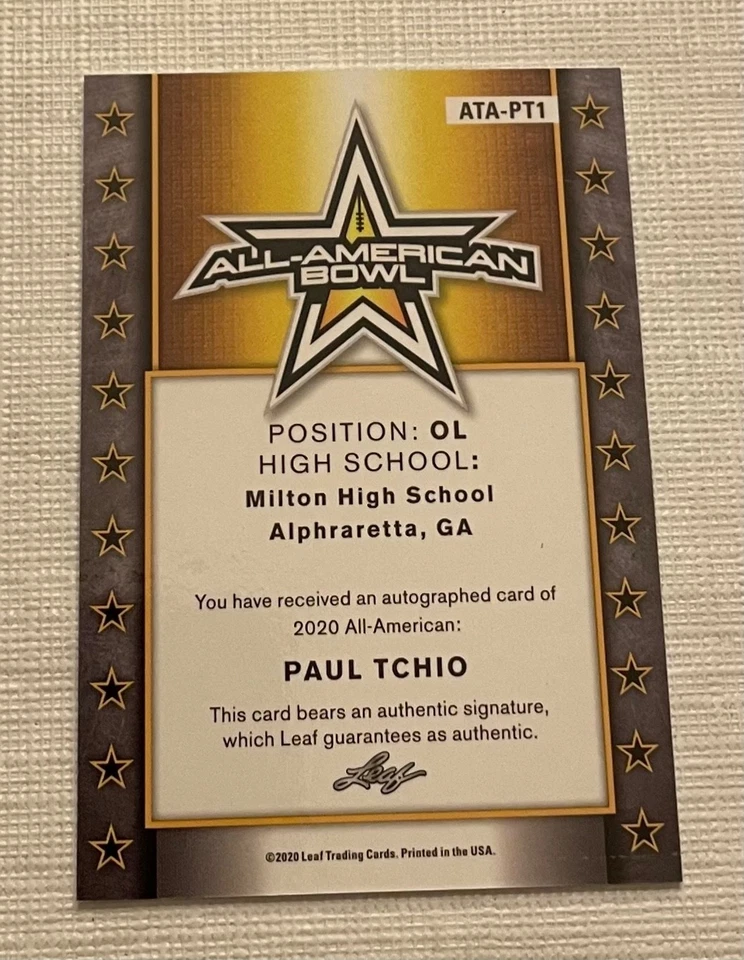 ATA-PT1
ALL-AMERICAN
BOWL
POSITION: OL
HIGH SCHOOL:
Milton High School
Alphraretta, GA
You have received an autographed card of
2020 All-American:
PAUL TCHIO
This card bears an authentic signature,
which Leaf guarantees as authentic.
Leaf
©2020 Leaf Trading Cards. Printed in the USA.